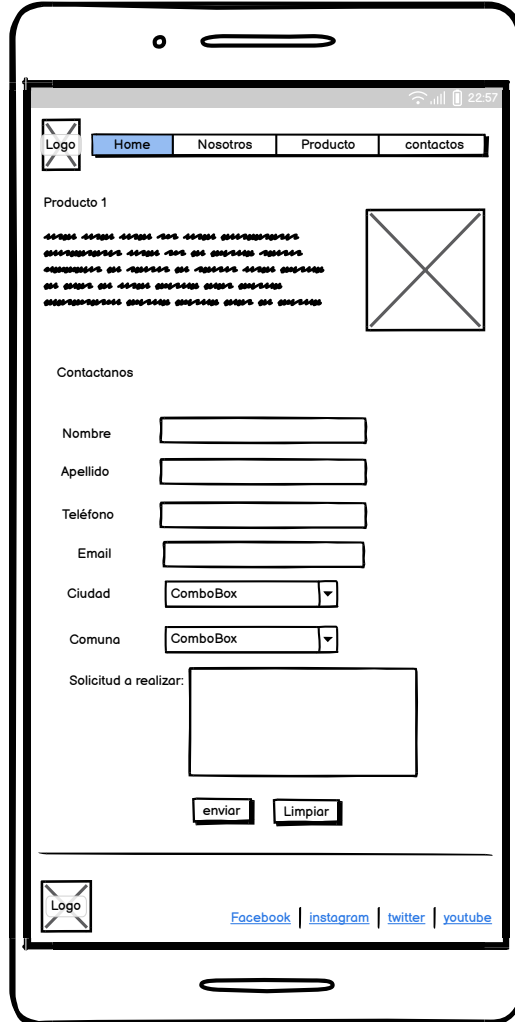 22:57
Logo
Home Nosotros Producto contactos
Producto 1
Contactanos
Nombre
Apellido
Teléfono
Email
Ciudad ComboBox
Comuna ComboBox
Solicitud a realizar:
enviar Limpiar
Logo
Facebook instagram twitter youtube